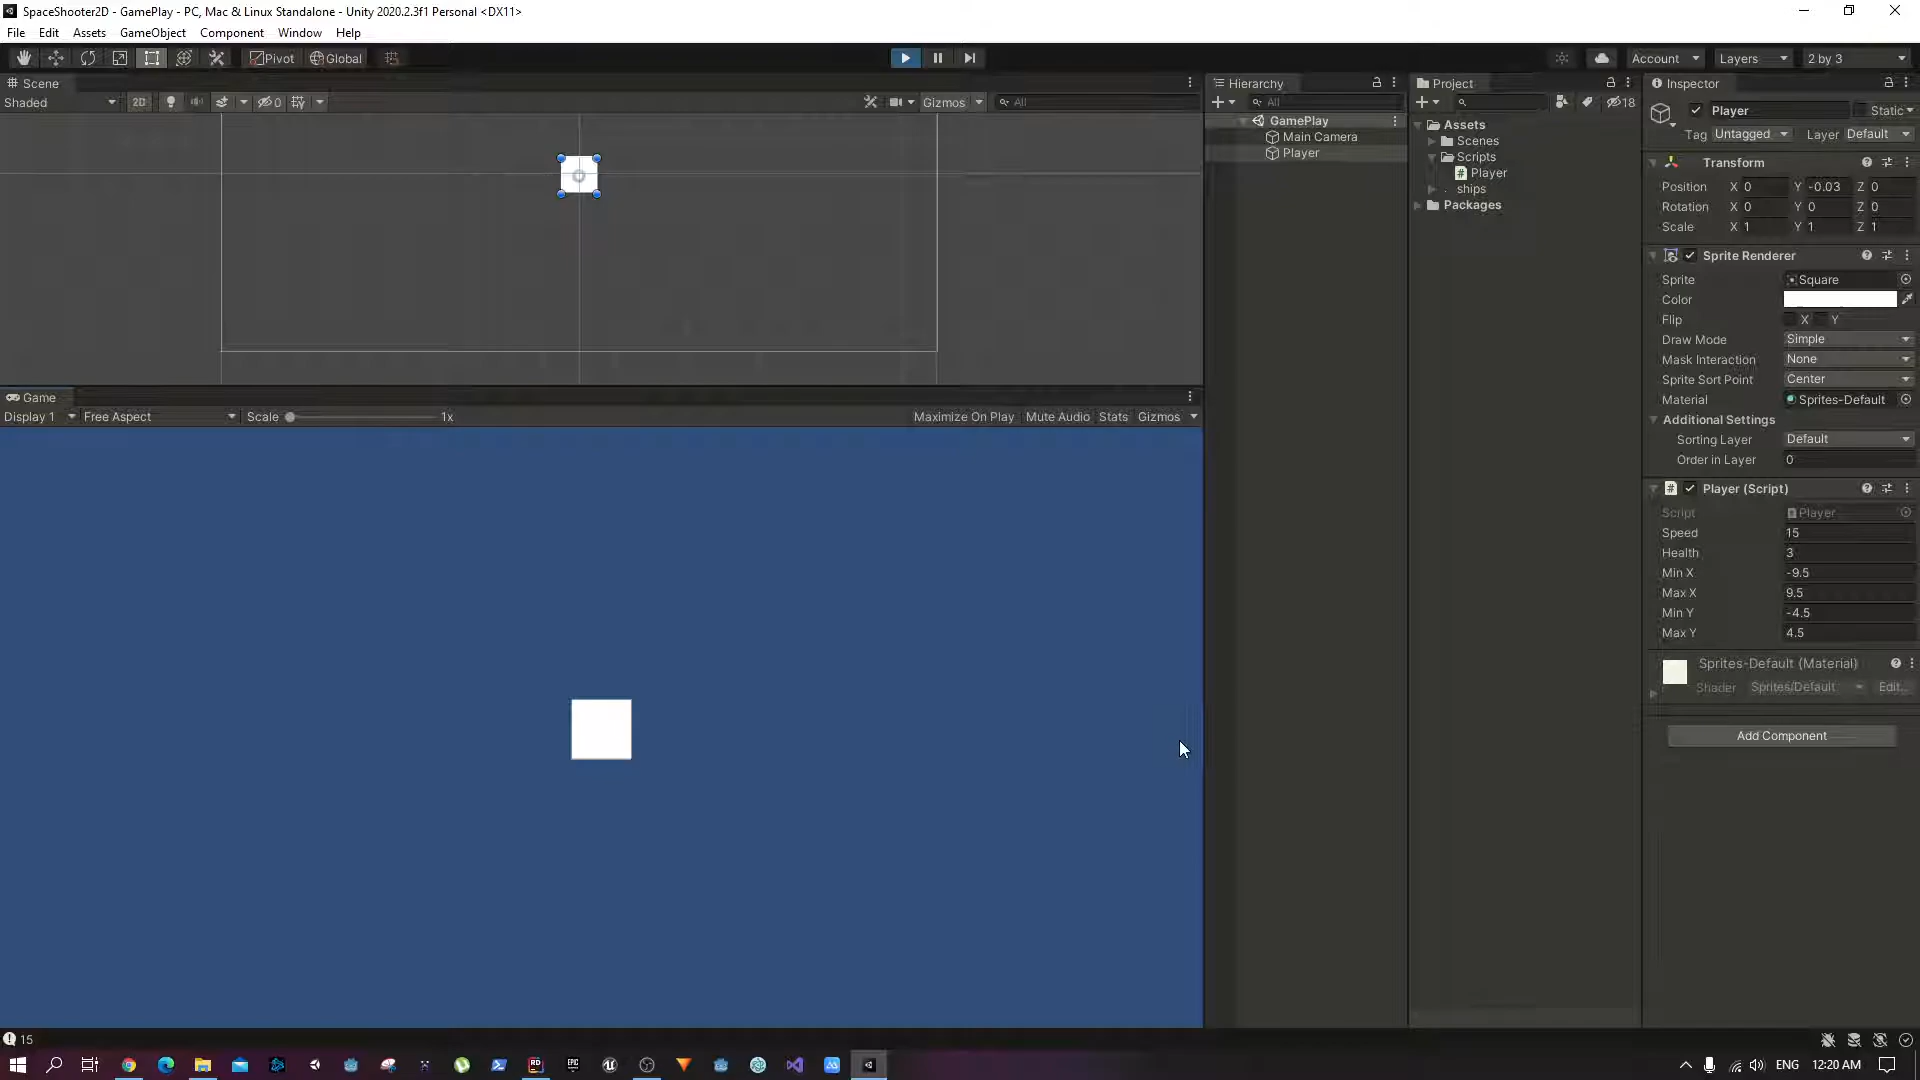 SpaceShooter2D - GamePlay - PC, Mac & Linux Standalone - Unity 2020.2.3f1 Personal <DX11>
File Edit Assets GameObject Component Window Help
Pivot Global
Account Layers 2 by 3
Scene
Shaded 2D 0 Gizmos All
Hierarchy
All
GamePlay
Main Camera
Player
Project
18
Assets
Scenes
Scripts
Player
ships
Packages
Inspector
Player Static
Tag Untagged Layer Default
Transform
Position X 0 Y -0.03 Z 0
Rotation X 0 Y 0 Z 0
Scale X 1 Y 1 Z 1
Sprite Renderer
Sprite Square
Color
Flip X Y
Draw Mode Simple
Mask Interaction None
Sprite Sort Point Center
Material Sprites-Default
Additional Settings
Sorting Layer Default
Order in Layer 0
Player (Script)
Script Player
Speed 15
Health 3
Min X -9.5
Max X 9.5
Min Y -4.5
Max Y 4.5
Sprites-Default (Material)
Shader Sprites/Default Edit...
Add Component
Game
Display 1 Free Aspect Scale 1x Maximize On Play Mute Audio Stats Gizmos
15
ENG 12:20 AM